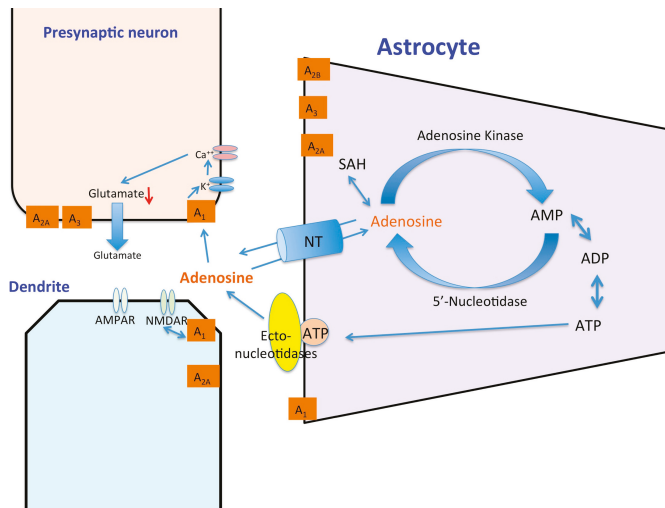 Presynaptic neuron
Astrocyte
A2B
A3
A2A
Adenosine Kinase
Ca++
SAH
K+
Glutamate
A2A
A3
A1
Adenosine
AMP
NT
Glutamate
ADP
Adenosine
Dendrite
5′-Nucleotidase
AMPAR
NMDAR
A1
Ecto-
nucleotidases
ATP
ATP
A2A
A1